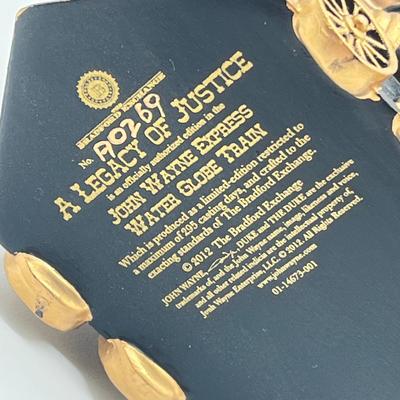 BRADFORD EXCHANGE
No. A0269
A LEGACY OF JUSTICE
is an officially authorized edition in the
JOHN WAYNE EXPRESS
WATER GLOBE TRAIN
Which is produced as a limited-edition restricted to
a maximum of 295 casting days, and crafted to the
exacting standards of The Bradford Exchange.
© 2012 The Bradford Exchange
JOHN WAYNE, DUKE and THE DUKE are the exclusive
trademarks of, and the John Wayne name, image, likeness and voice,
and all other related indicia are the intellectual property of,
John Wayne Enterprises, LLC. © 2012. All Rights Reserved.
www.johnwayne.com
01-14673-001